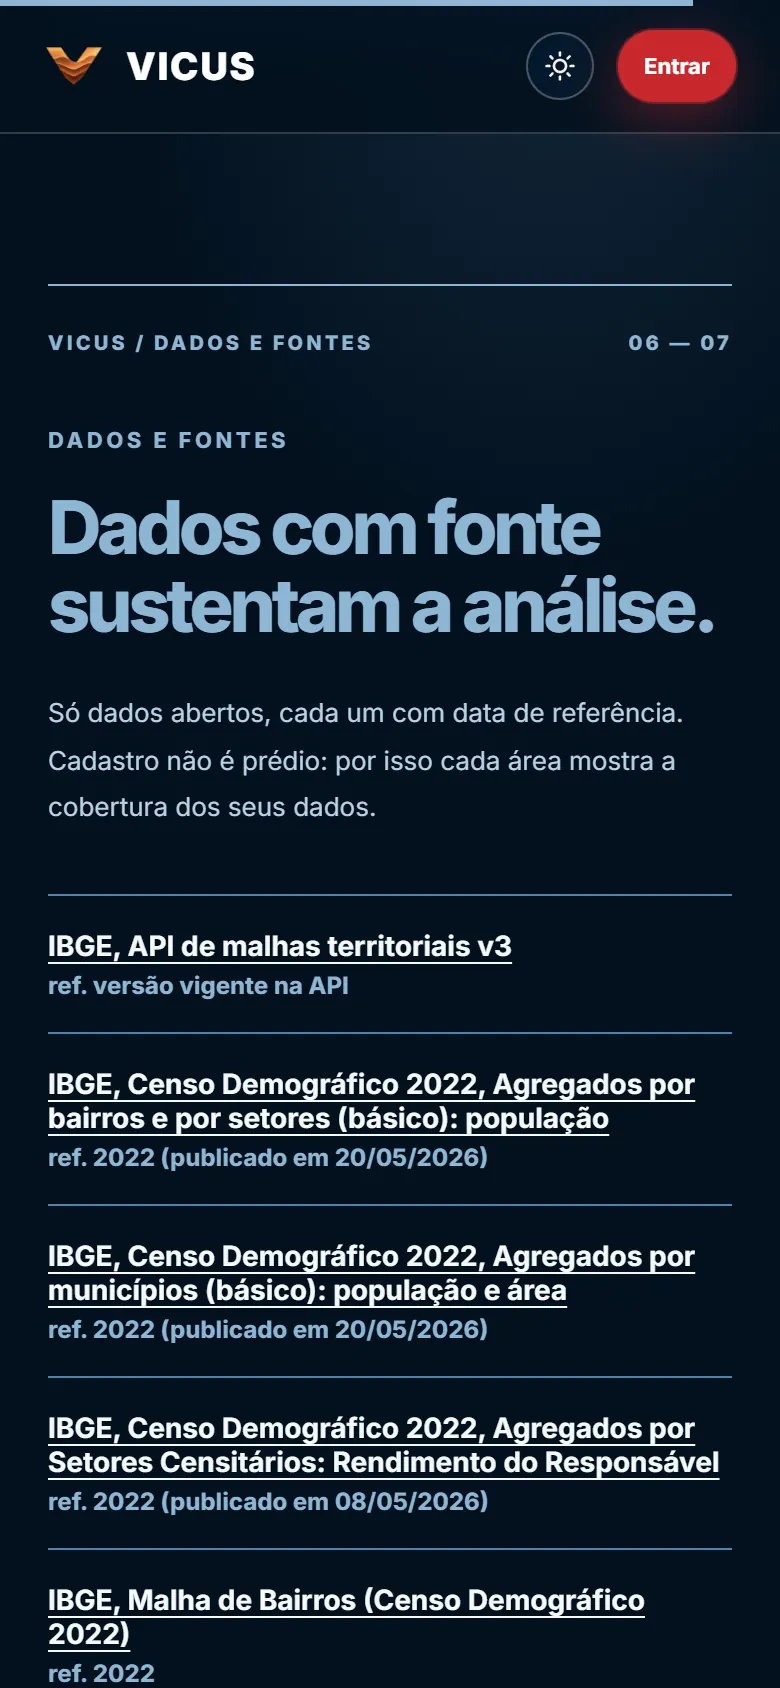 VICUS
Entrar
VICUS / DADOS E FONTES
06 — 07
DADOS E FONTES
Dados com fonte
sustentam a análise.
Só dados abertos, cada um com data de referência.
Cadastro não é prédio: por isso cada área mostra a
cobertura dos seus dados.
IBGE, API de malhas territoriais v3
ref. versão vigente na API
IBGE, Censo Demográfico 2022, Agregados por
bairros e por setores (básico): população
ref. 2022 (publicado em 20/05/2026)
IBGE, Censo Demográfico 2022, Agregados por
municípios (básico): população e área
ref. 2022 (publicado em 20/05/2026)
IBGE, Censo Demográfico 2022, Agregados por
Setores Censitários: Rendimento do Responsável
ref. 2022 (publicado em 08/05/2026)
IBGE, Malha de Bairros (Censo Demográfico
2022)
ref. 2022